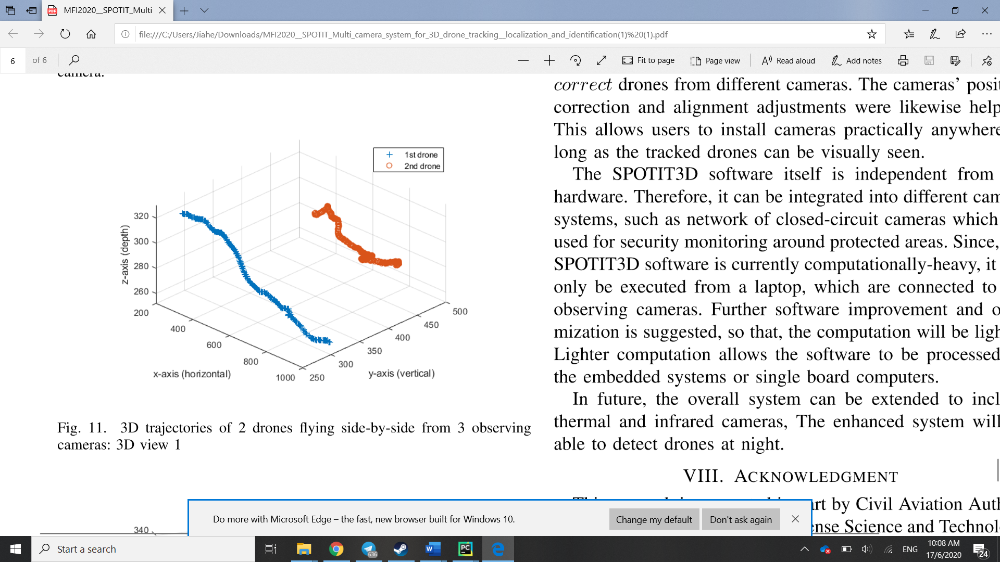 MFI2020__SPOTIT_Multi
file:///C:/Users/Jiahe/Downloads/MFI2020__SPOTIT_Multi_camera_system_for_3D_drone_tracking__localization_and_identification(1)%20(1).pdf
6 of 6
Fit to page
Page view
Read aloud
Add notes
camera.
1st drone
2nd drone
320
300
280
260
z-axis (depth)
200
400
600
800
1000
x-axis (horizontal)
250
300
350
400
450
500
y-axis (vertical)
Fig. 11. 3D trajectories of 2 drones flying side-by-side from 3 observing
cameras: 3D view 1
340
correct drones from different cameras. The cameras' posit
correction and alignment adjustments were likewise help
This allows users to install cameras practically anywhere
long as the tracked drones can be visually seen.
The SPOTIT3D software itself is independent from
hardware. Therefore, it can be integrated into different cam
systems, such as network of closed-circuit cameras which
used for security monitoring around protected areas. Since,
SPOTIT3D software is currently computationally-heavy, it
only be executed from a laptop, which are connected to
observing cameras. Further software improvement and o
mization is suggested, so that, the computation will be ligh
Lighter computation allows the software to be processed
the embedded systems or single board computers.
In future, the overall system can be extended to incl
thermal and infrared cameras, The enhanced system will
able to detect drones at night.
VIII. ACKNOWLEDGMENT
art by Civil Aviation Auth
ense Science and Technol
Do more with Microsoft Edge – the fast, new browser built for Windows 10.
Change my default
Don't ask again
Start a search
636
W
PC
ENG
10:08 AM
17/6/2020
24